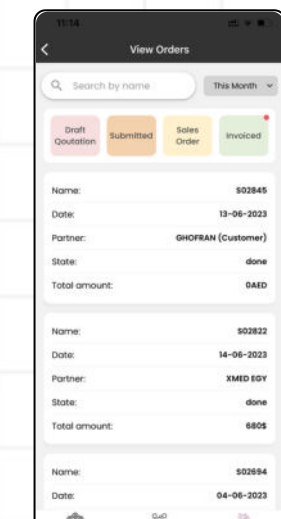 11:14
View Orders
Search by name
This Month
Draft
Qoutation
Submitted
Sales
Order
Invoiced
Name: S02845
Date: 13-06-2023
Partner: GHOFRAN (Customer)
State: done
Total amount: 0AED
Name: S02822
Date: 14-06-2023
Partner: XMED EGY
State: done
Total amount: 680$
Name: S02694
Date: 04-06-2023